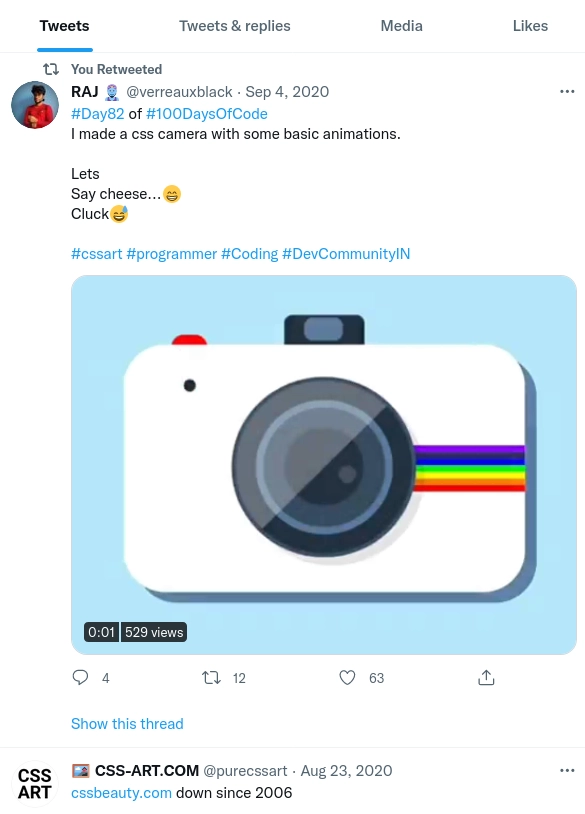 Tweets
Tweets & replies
Media
Likes
You Retweeted
RAJ @verreauxblack · Sep 4, 2020
#Day82 of #100DaysOfCode
I made a css camera with some basic animations.
Lets
Say cheese...😁
Cluck😅
#cssart #programmer #Coding #DevCommunityIN
0:01 529 views
4 12 63
Show this thread
CSS ART
CSS-ART.COM @purecssart · Aug 23, 2020
cssbeauty.com down since 2006